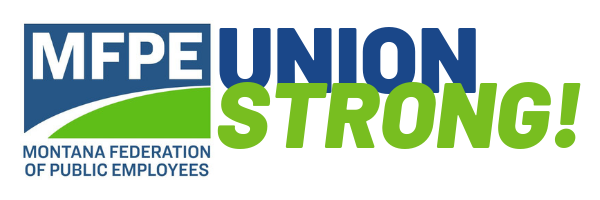 MFPE
MONTANA FEDERATION
OF PUBLIC EMPLOYEES
UNION
STRONG!